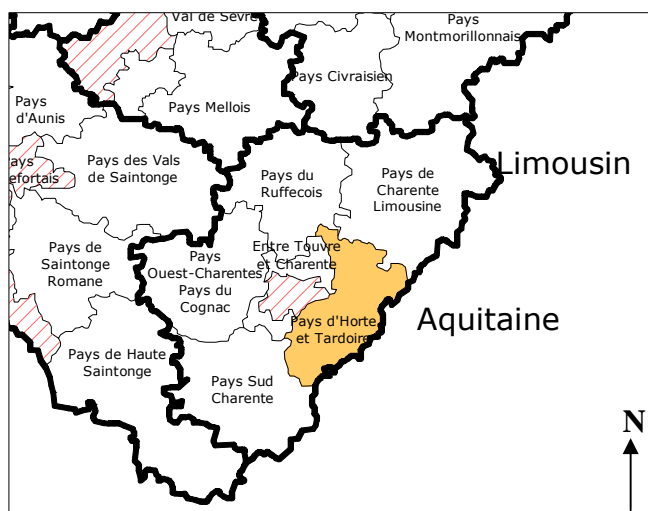 Val de Sèvre
Pays
Montmorillonnais
Pays Civraisien
Pays
d'Aunis
Pays Mellois
Pays des Vals
de Saintonge
Limousin
Pays du
Ruffecois
Pays de
Charente
Limousine
Pays de
Saintonge
Romane
Pays
Ouest-Charentes
Pays du
Cognac
Entre Touvre
et Charente
Aquitaine
Pays d'Horte
et Tardoire
Pays de Haute
Saintonge
Pays Sud
Charente
N